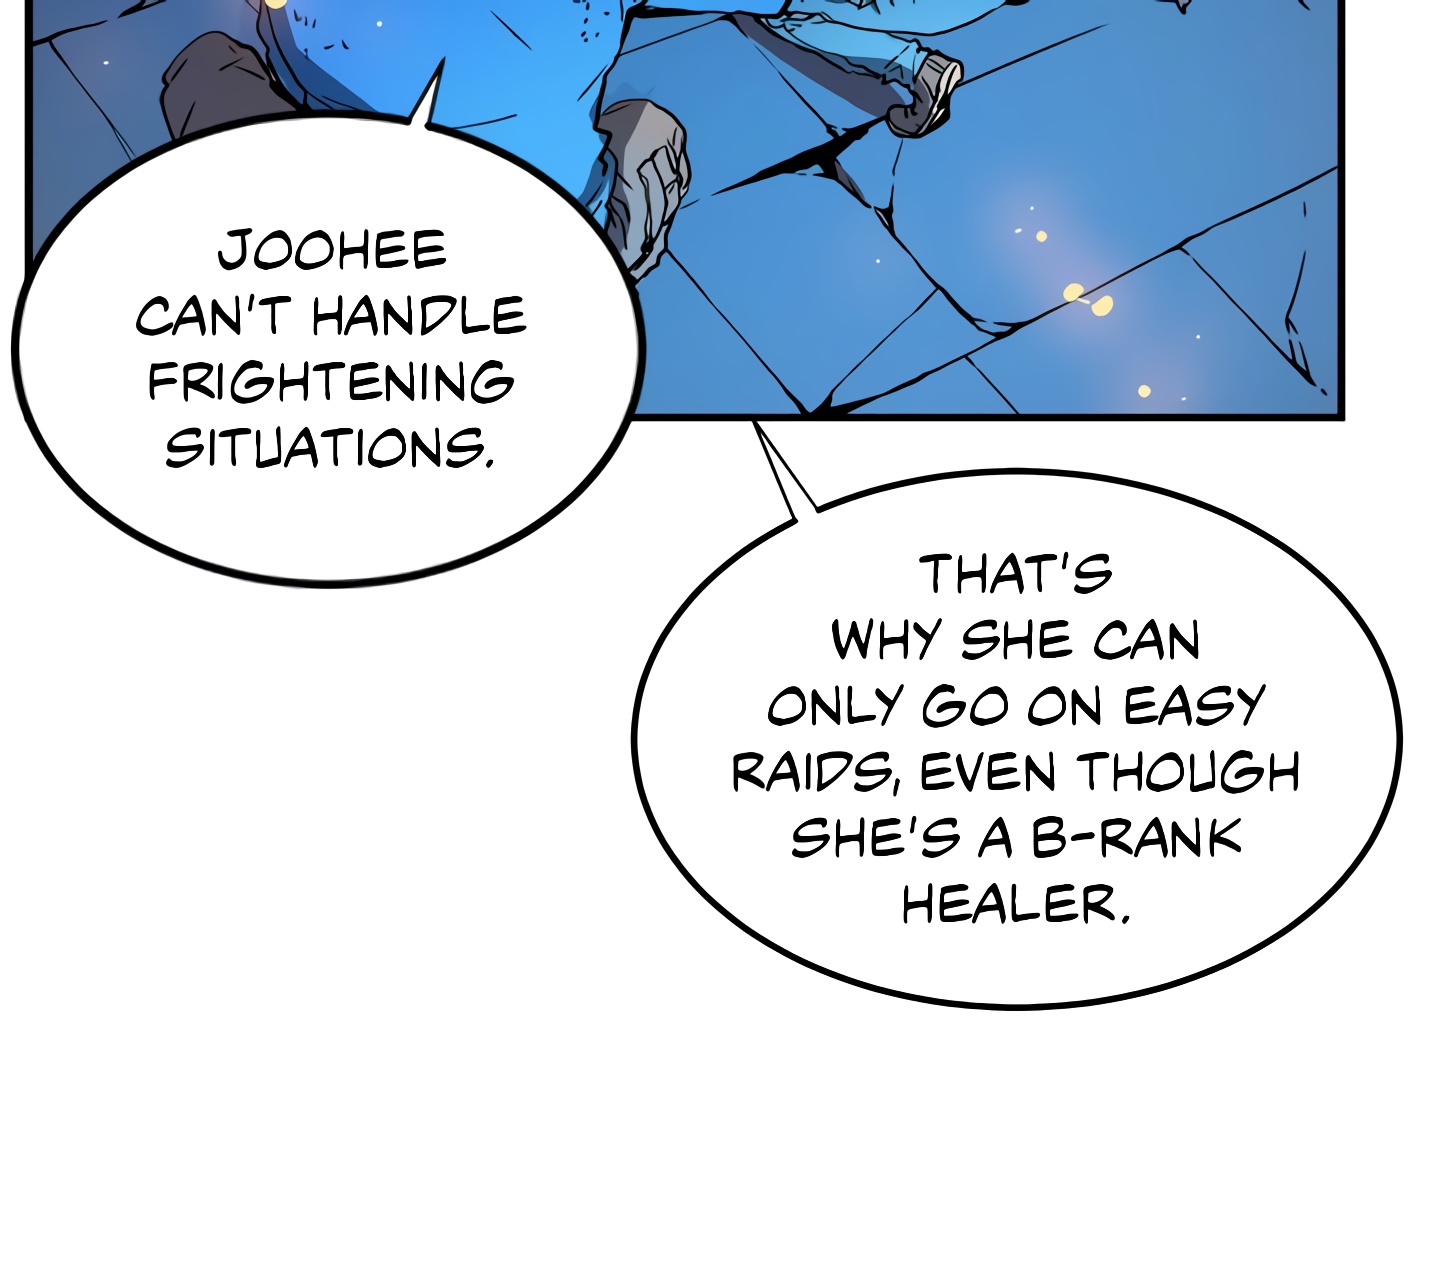 JOOHEE
CAN'T HANDLE
FRIGHTENING
SITUATIONS.
THAT'S
WHY SHE CAN
ONLY GO ON EASY
RAIDS, EVEN THOUGH
SHE'S A B-RANK
HEALER.